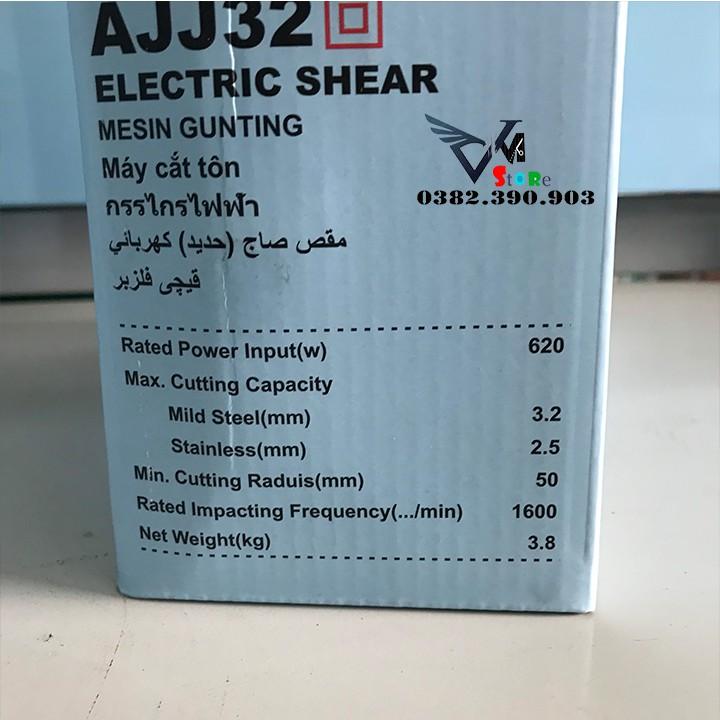 AJJ32
ELECTRIC SHEAR
MESIN GUNTING
Máy cắt tôn
กรรไกรไฟฟ้า
مقص صاج (حديد) كهربائي
قیچی فلزبر
VM
StoRe
0382.390.903
Rated Power Input(w) 620
Max. Cutting Capacity
Mild Steel(mm) 3.2
Stainless(mm) 2.5
Min. Cutting Raduis(mm) 50
Rated Impacting Frequency(.../min) 1600
Net Weight(kg) 3.8